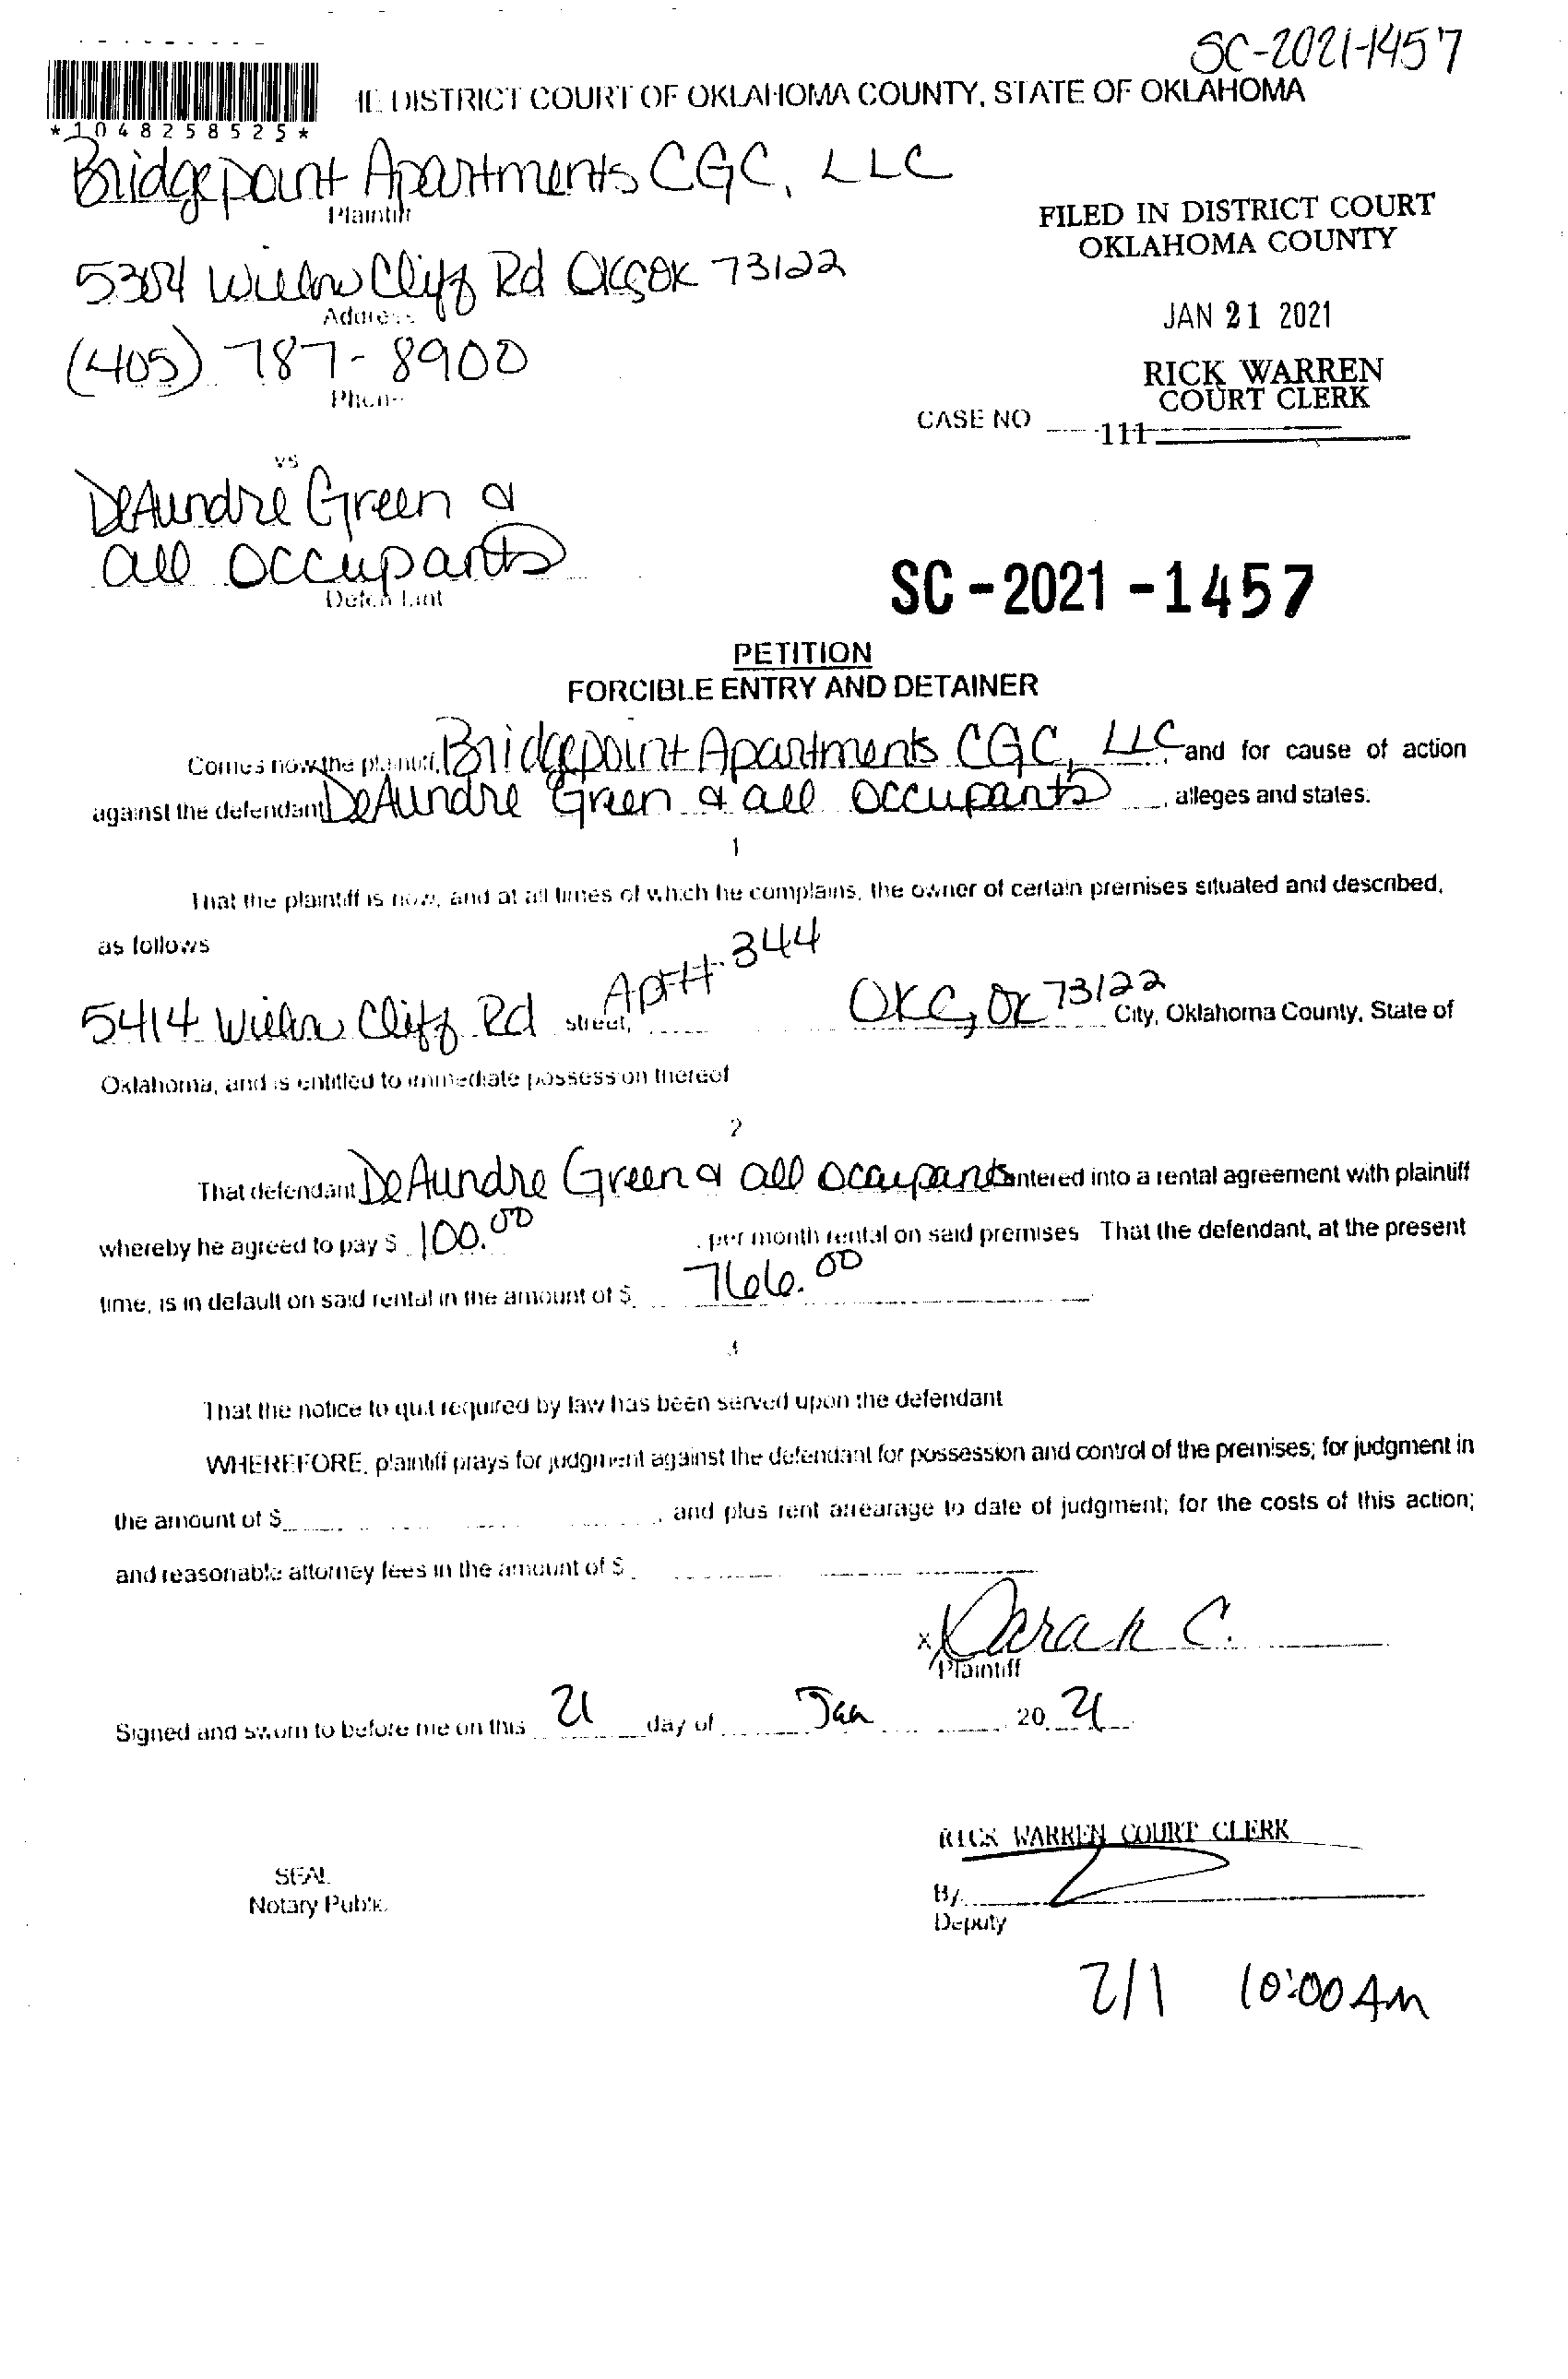 SC-2021-1457
*1048258525*
DISTRICT COURT OF OKLAHOMA COUNTY, STATE OF OKLAHOMA
Bridgepoint Apartments CGC, LLC
Plaintiff
5304 Willow Cliff Rd OKC OK 73122
Address
(405) 787-8900
Phone
FILED IN DISTRICT COURT
OKLAHOMA COUNTY
JAN 21 2021
RICK WARREN
COURT CLERK
CASE NO
111
vs
DeAundre Green &
all occupants
Defendant
SC-2021-1457
PETITION
FORCIBLE ENTRY AND DETAINER
Comes now the plaintiff, Bridgepoint Apartments CGC, LLC, and for cause of action
against the defendant DeAundre Green & all occupants, alleges and states:
1
That the plaintiff is now, and at all times of which he complains, the owner of certain premises situated and described,
as follows
5414 Willow Cliff Rd street, Apt# 344 OKC, OK 73122 City, Oklahoma County, State of
Oklahoma, and is entitled to immediate possession thereof
2
That defendant DeAundre Green & all occupants entered into a rental agreement with plaintiff
whereby he agreed to pay $ 100.00 per month rental on said premises That the defendant, at the present
time, is in default on said rental in the amount of $ 766.00
3
That the notice to quit required by law has been served upon the defendant
WHEREFORE, plaintiff prays for judgment against the defendant for possession and control of the premises; for judgment in
the amount of $ , and plus rent arrearage to date of judgment; for the costs of this action;
and reasonable attorney fees in the amount of $
x Sarah C.
Plaintiff
Signed and sworn to before me on this 21 day of Jan 20 21
RICK WARREN COURT CLERK
SEAL
Notary Public
By
Deputy
2/1 10:00 AM